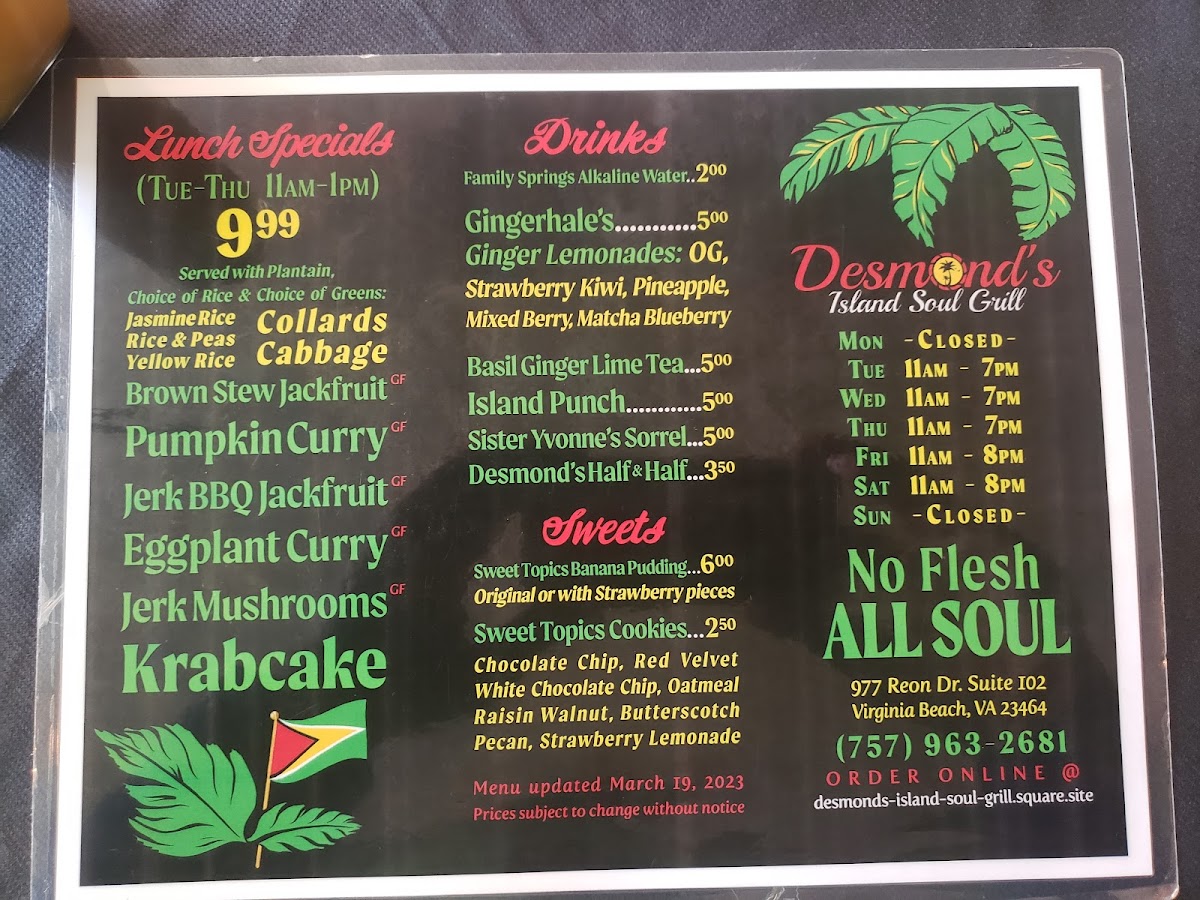 Lunch Specials
(Tue-Thu 11am-1pm)
9 99
Served with Plantain,
Choice of Rice & Choice of Greens:
Jasmine Rice
Rice & Peas
Yellow Rice
Collards
Cabbage
Brown Stew Jackfruit GF
Pumpkin Curry GF
Jerk BBQ Jackfruit GF
Eggplant Curry GF
Jerk Mushrooms GF
Krabcake
Drinks
Family Springs Alkaline Water..2 00
Gingerhale's............5 00
Ginger Lemonades: OG,
Strawberry Kiwi, Pineapple,
Mixed Berry, Matcha Blueberry
Basil Ginger Lime Tea...5 00
Island Punch............5 00
Sister Yvonne's Sorrel...5 00
Desmond's Half & Half...3 50
Sweets
Sweet Topics Banana Pudding...6 00
Original or with Strawberry pieces
Sweet Topics Cookies...2 50
Chocolate Chip, Red Velvet
White Chocolate Chip, Oatmeal
Raisin Walnut, Butterscotch
Pecan, Strawberry Lemonade
Menu updated March 19, 2023
Prices subject to change without notice
Desmond's
Island Soul Grill
Mon -Closed-
Tue 11am - 7pm
Wed 11am - 7pm
Thu 11am - 7pm
Fri 11am - 8pm
Sat 11am - 8pm
Sun -Closed-
No Flesh
ALL SOUL
977 Reon Dr. Suite 102
Virginia Beach, VA 23464
(757) 963-2681
ORDER ONLINE @
desmonds-island-soul-grill.square.site